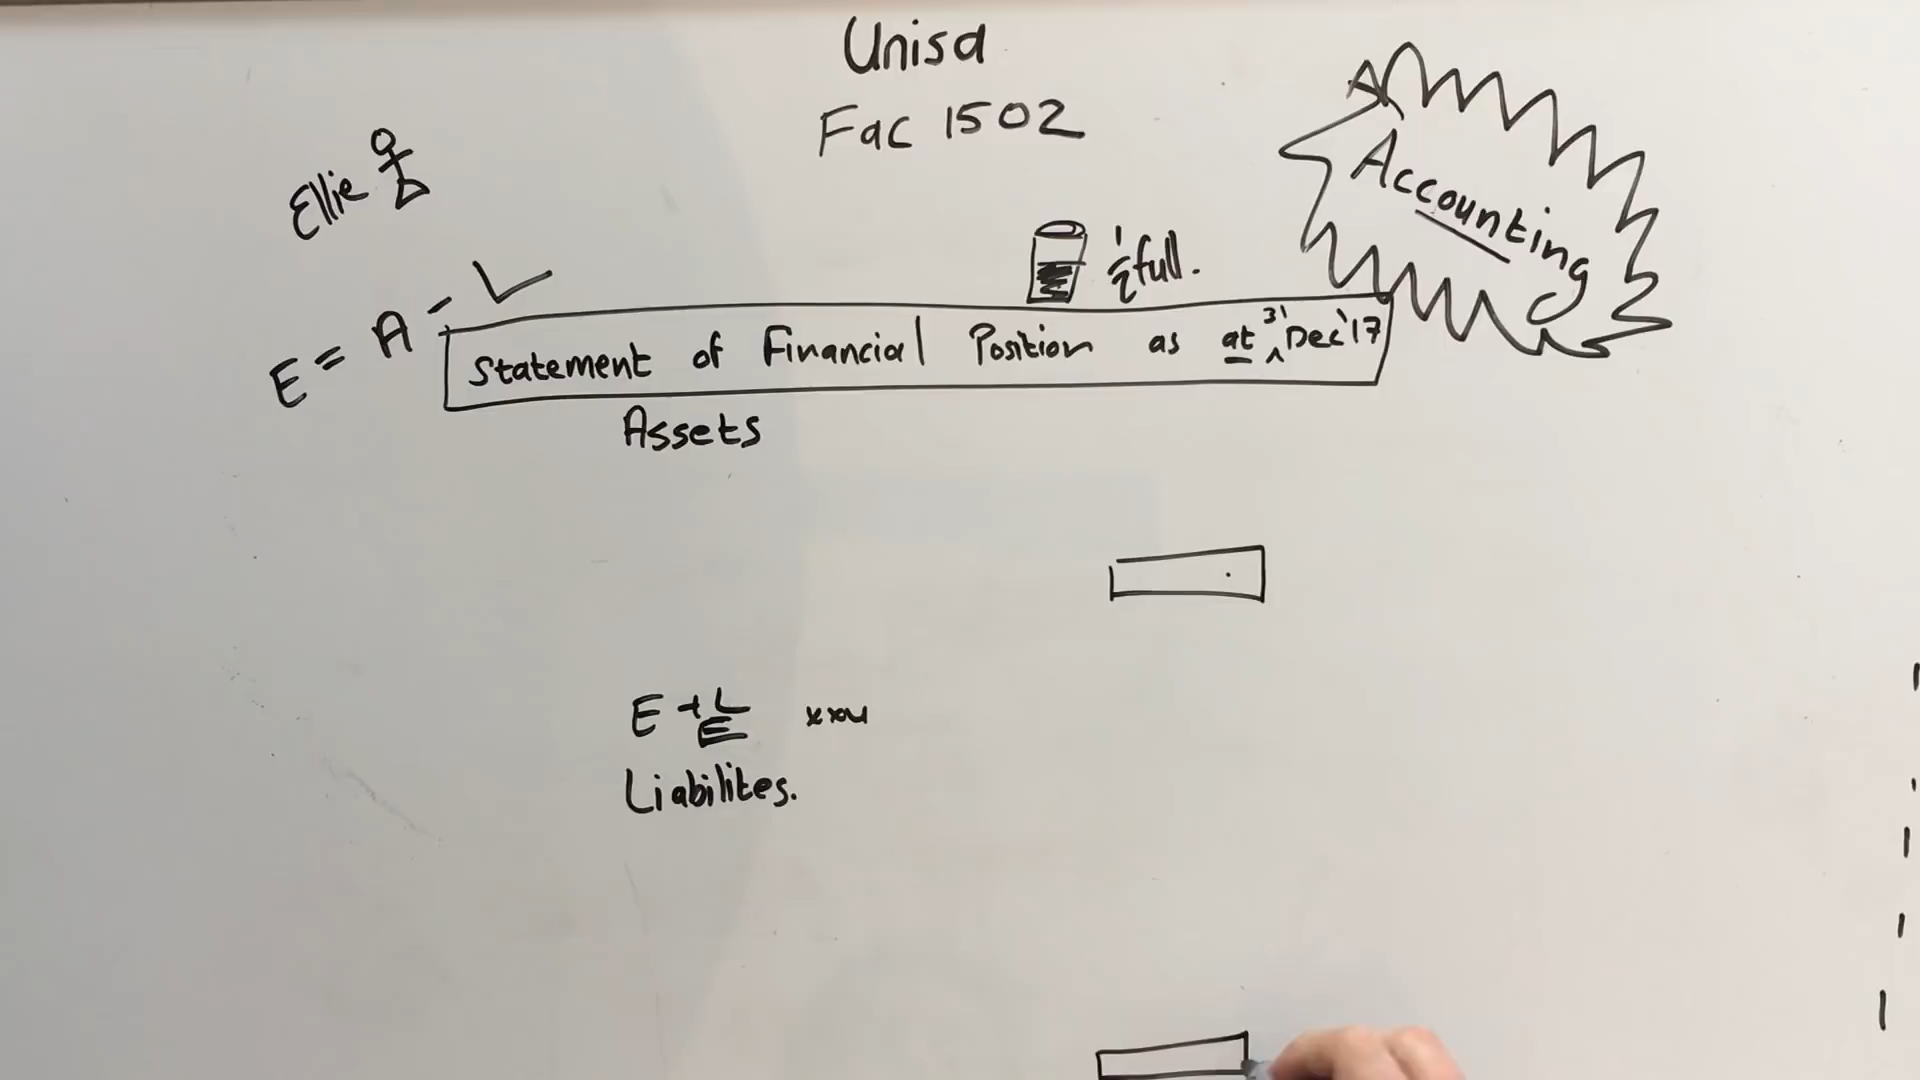 Unisa
Fac 1502
Accounting
Ellie
½ full.
E = A - L
Statement of Financial Position as at 31 Dec '17
Assets
E + L
E
Liabilites.